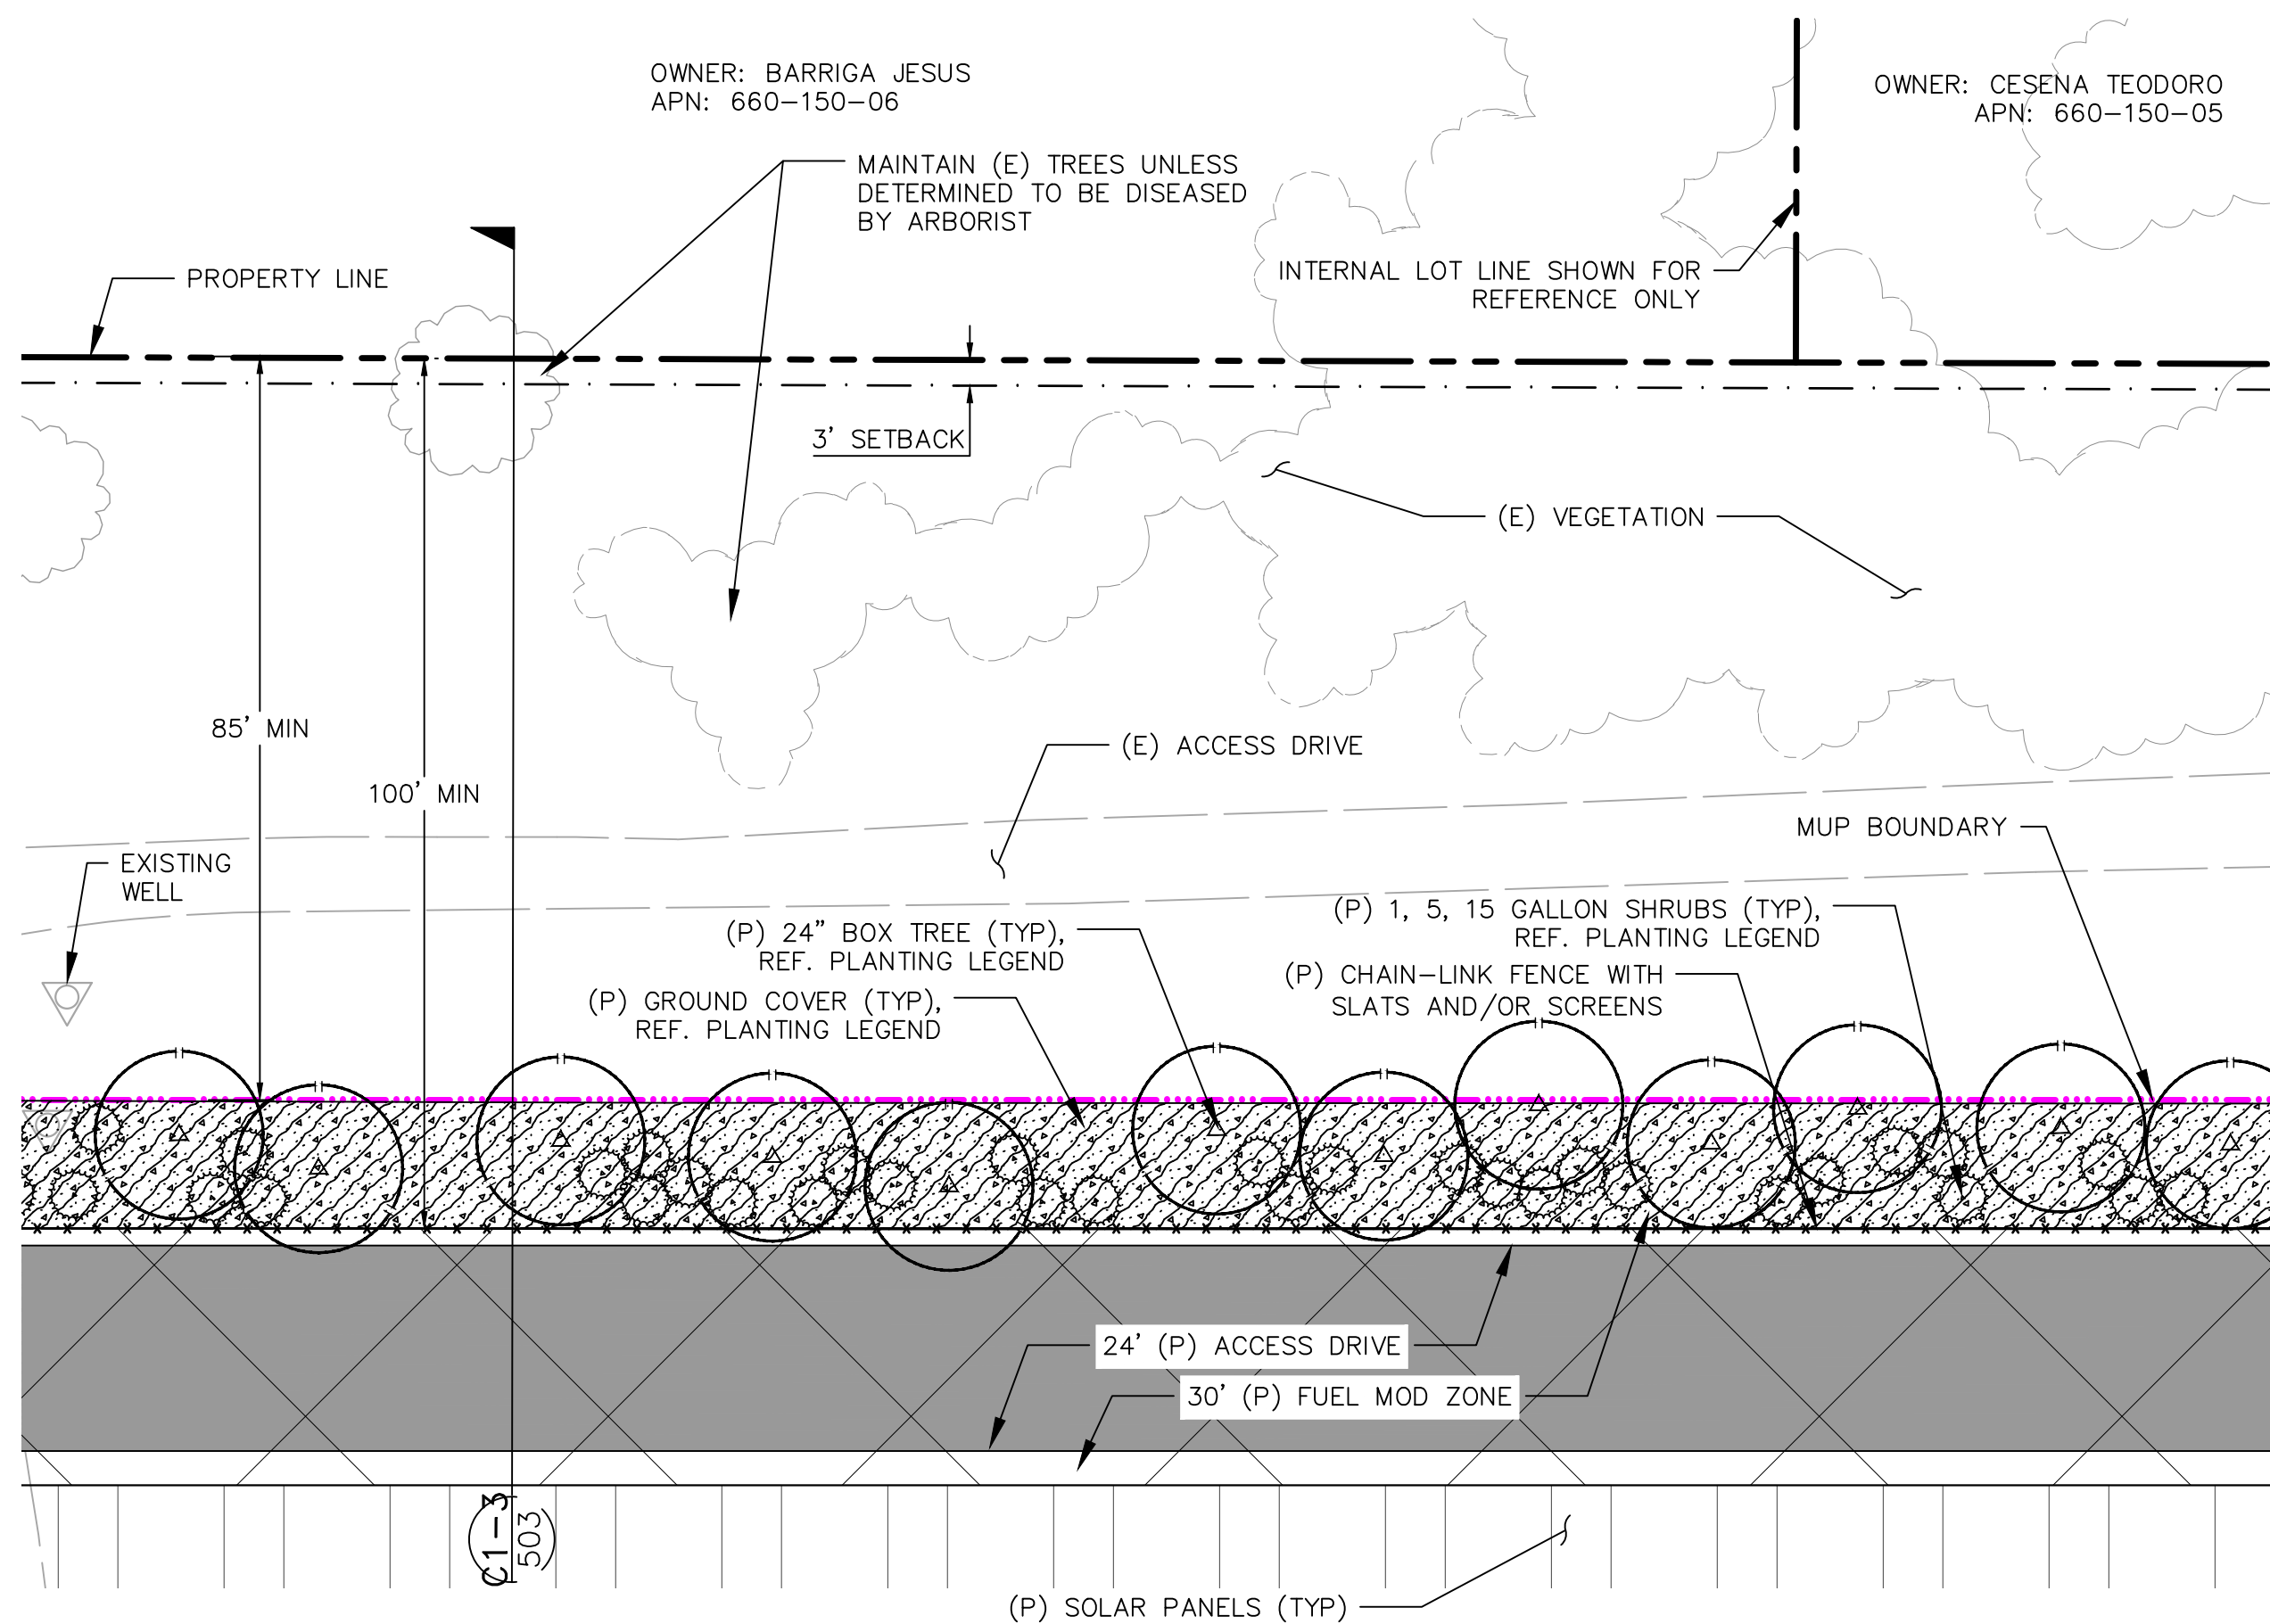 OWNER: BARRIGA JESUS
APN: 660-150-06
OWNER: CESENA TEODORO
APN: 660-150-05
MAINTAIN (E) TREES UNLESS
DETERMINED TO BE DISEASED
BY ARBORIST
PROPERTY LINE
INTERNAL LOT LINE SHOWN FOR
REFERENCE ONLY
3' SETBACK
(E) VEGETATION
85' MIN
100' MIN
(E) ACCESS DRIVE
MUP BOUNDARY
EXISTING
WELL
(P) 24" BOX TREE (TYP),
REF. PLANTING LEGEND
(P) 1, 5, 15 GALLON SHRUBS (TYP),
REF. PLANTING LEGEND
(P) CHAIN-LINK FENCE WITH
SLATS AND/OR SCREENS
(P) GROUND COVER (TYP),
REF. PLANTING LEGEND
24' (P) ACCESS DRIVE
30' (P) FUEL MOD ZONE
C1-3
503
(P) SOLAR PANELS (TYP)